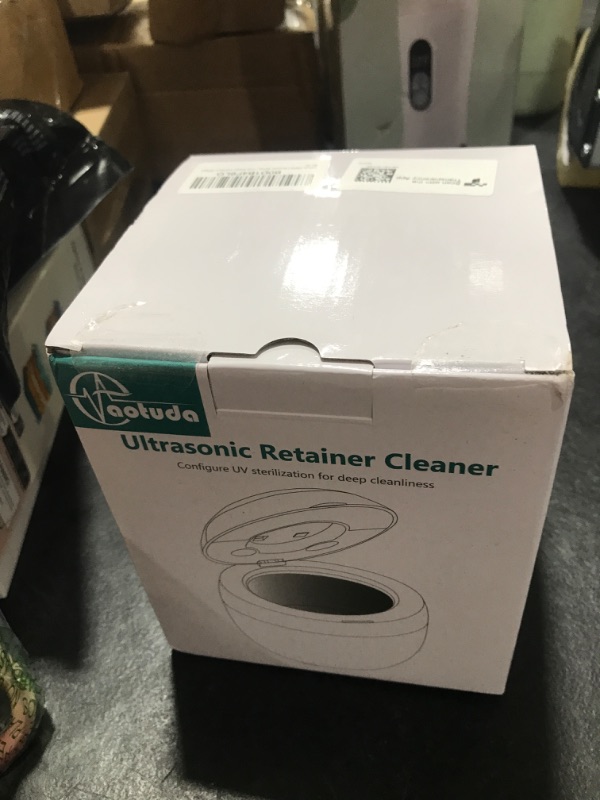 aotuda
Ultrasonic Retainer Cleaner
Configure UV sterilization for deep cleanliness